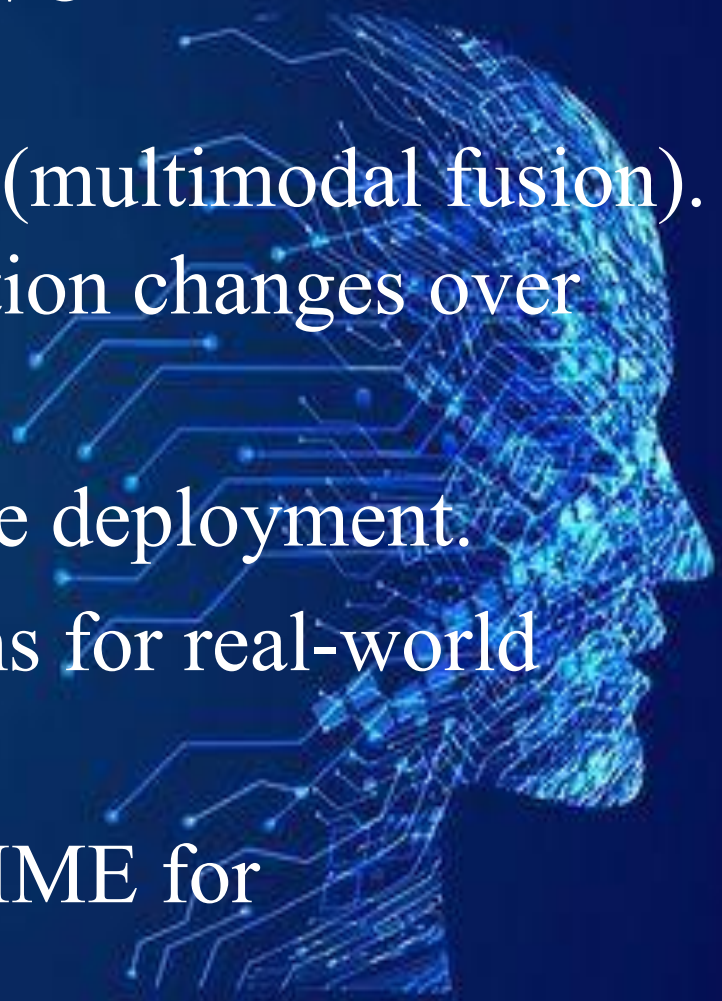 (multimodal fusion).
tion changes over
e deployment.
ns for real-world
IME for